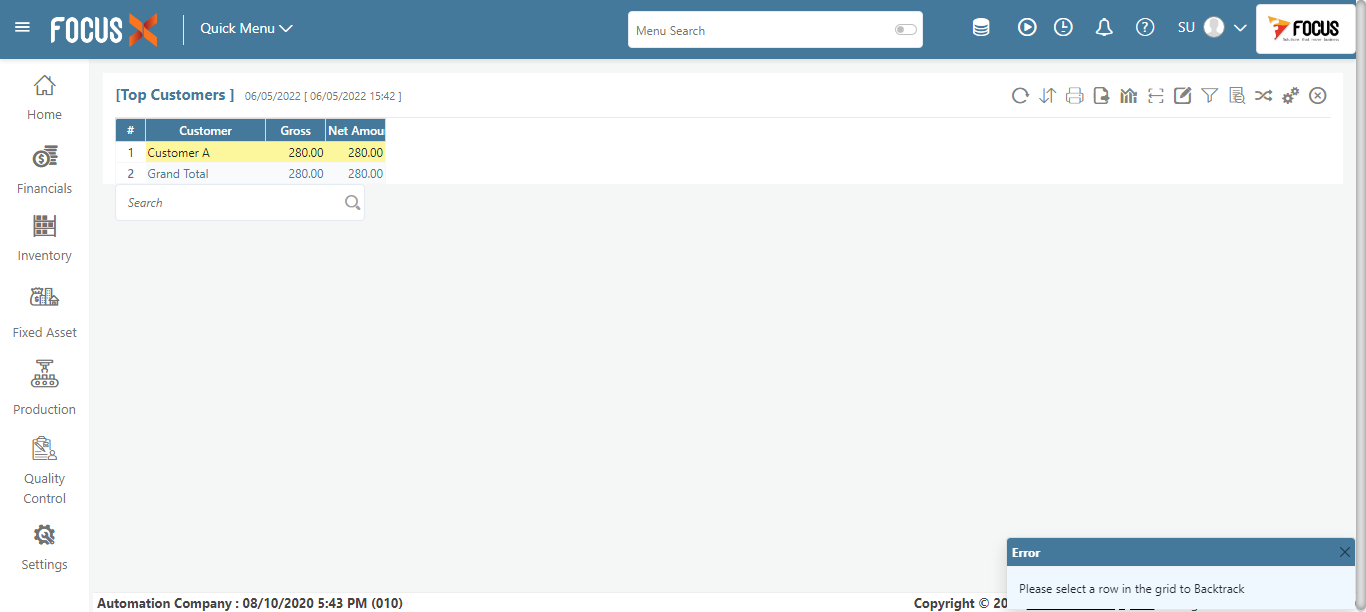 FOCUS X
Quick Menu
Menu Search
SU
FOCUS
[Top Customers ] 06/05/2022 [ 06/05/2022 15:42 ]
# Customer Gross Net Amou
1 Customer A 280.00 280.00
2 Grand Total 280.00 280.00
Search
Home
Financials
Inventory
Fixed Asset
Production
Quality
Control
Settings
Error
Please select a row in the grid to Backtrack
Automation Company : 08/10/2020 5:43 PM (010)
Copyright © 20